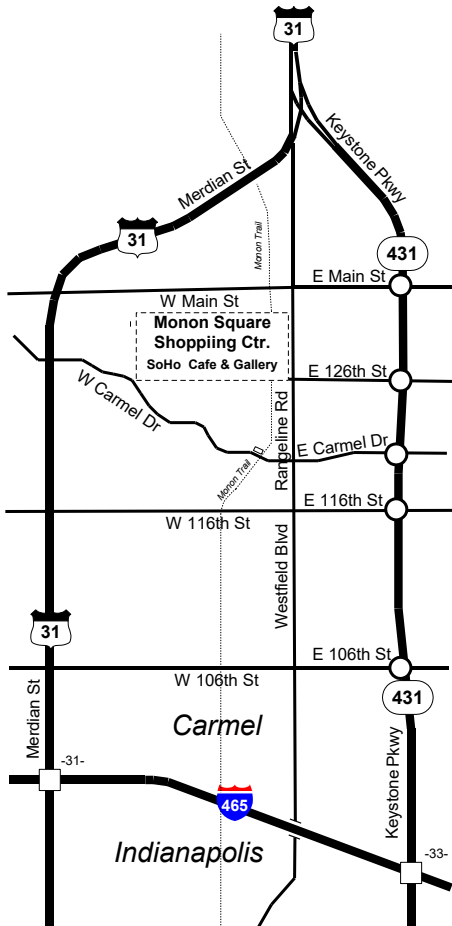 31
Keystone Pkwy
Merdian St
31
Monon Trail
431
E Main St
W Main St
Monon Square
Shoppiing Ctr.
SoHo Cafe & Gallery
E 126th St
W Carmel Dr
Rangeline Rd
E Carmel Dr
Monon Trail
E 116th St
W 116th St
Westfield Blvd
31
E 106th St
W 106th St
431
Merdian St
Carmel
-31-
Keystone Pkwy
465
Indianapolis
-33-